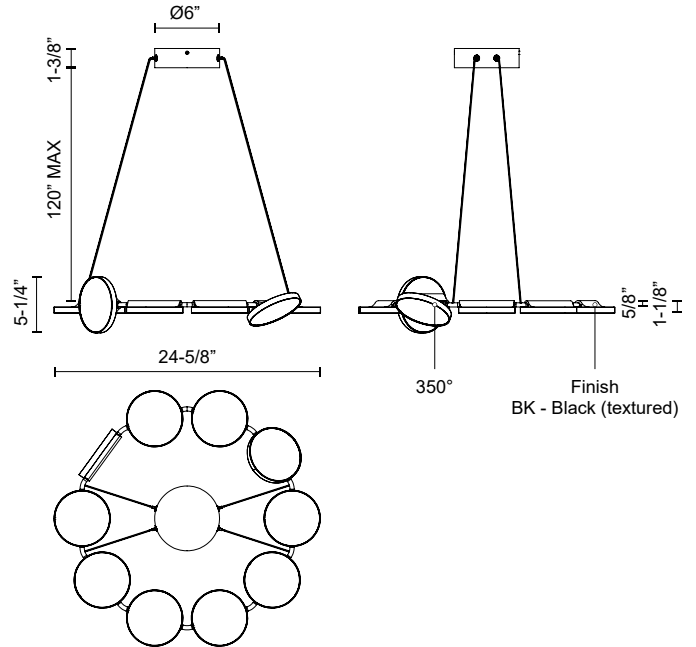 Ø6”
1-3/8”
120” MAX
5-1/4”
5/8”
1-1/8”
24-5/8”
350°
Finish
BK - Black (textured)